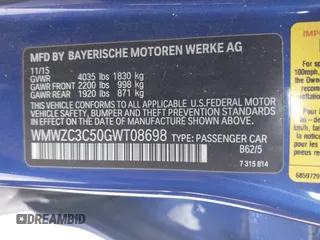 MFD BY BAYERISCHE MOTOREN WERKE AG
11/15
GVWR 4035 lbs 1830 kg
GAWR FRONT 2200 lbs 998 kg
GAWR REAR 1920 lbs 871 kg
THIS VEHICLE CONFORMS TO ALL APPLICABLE U.S. FEDERAL MOTOR
VEHICLE SAFETY, BUMPER, AND THEFT PREVENTION STANDARDS
IN EFFECT ON THE DATE OF MANUFACTURE SHOWN ABOVE.
WMWZC3C50GWT08698 TYPE: PASSENGER CAR
B62/5
7 315 814
DREAMBID